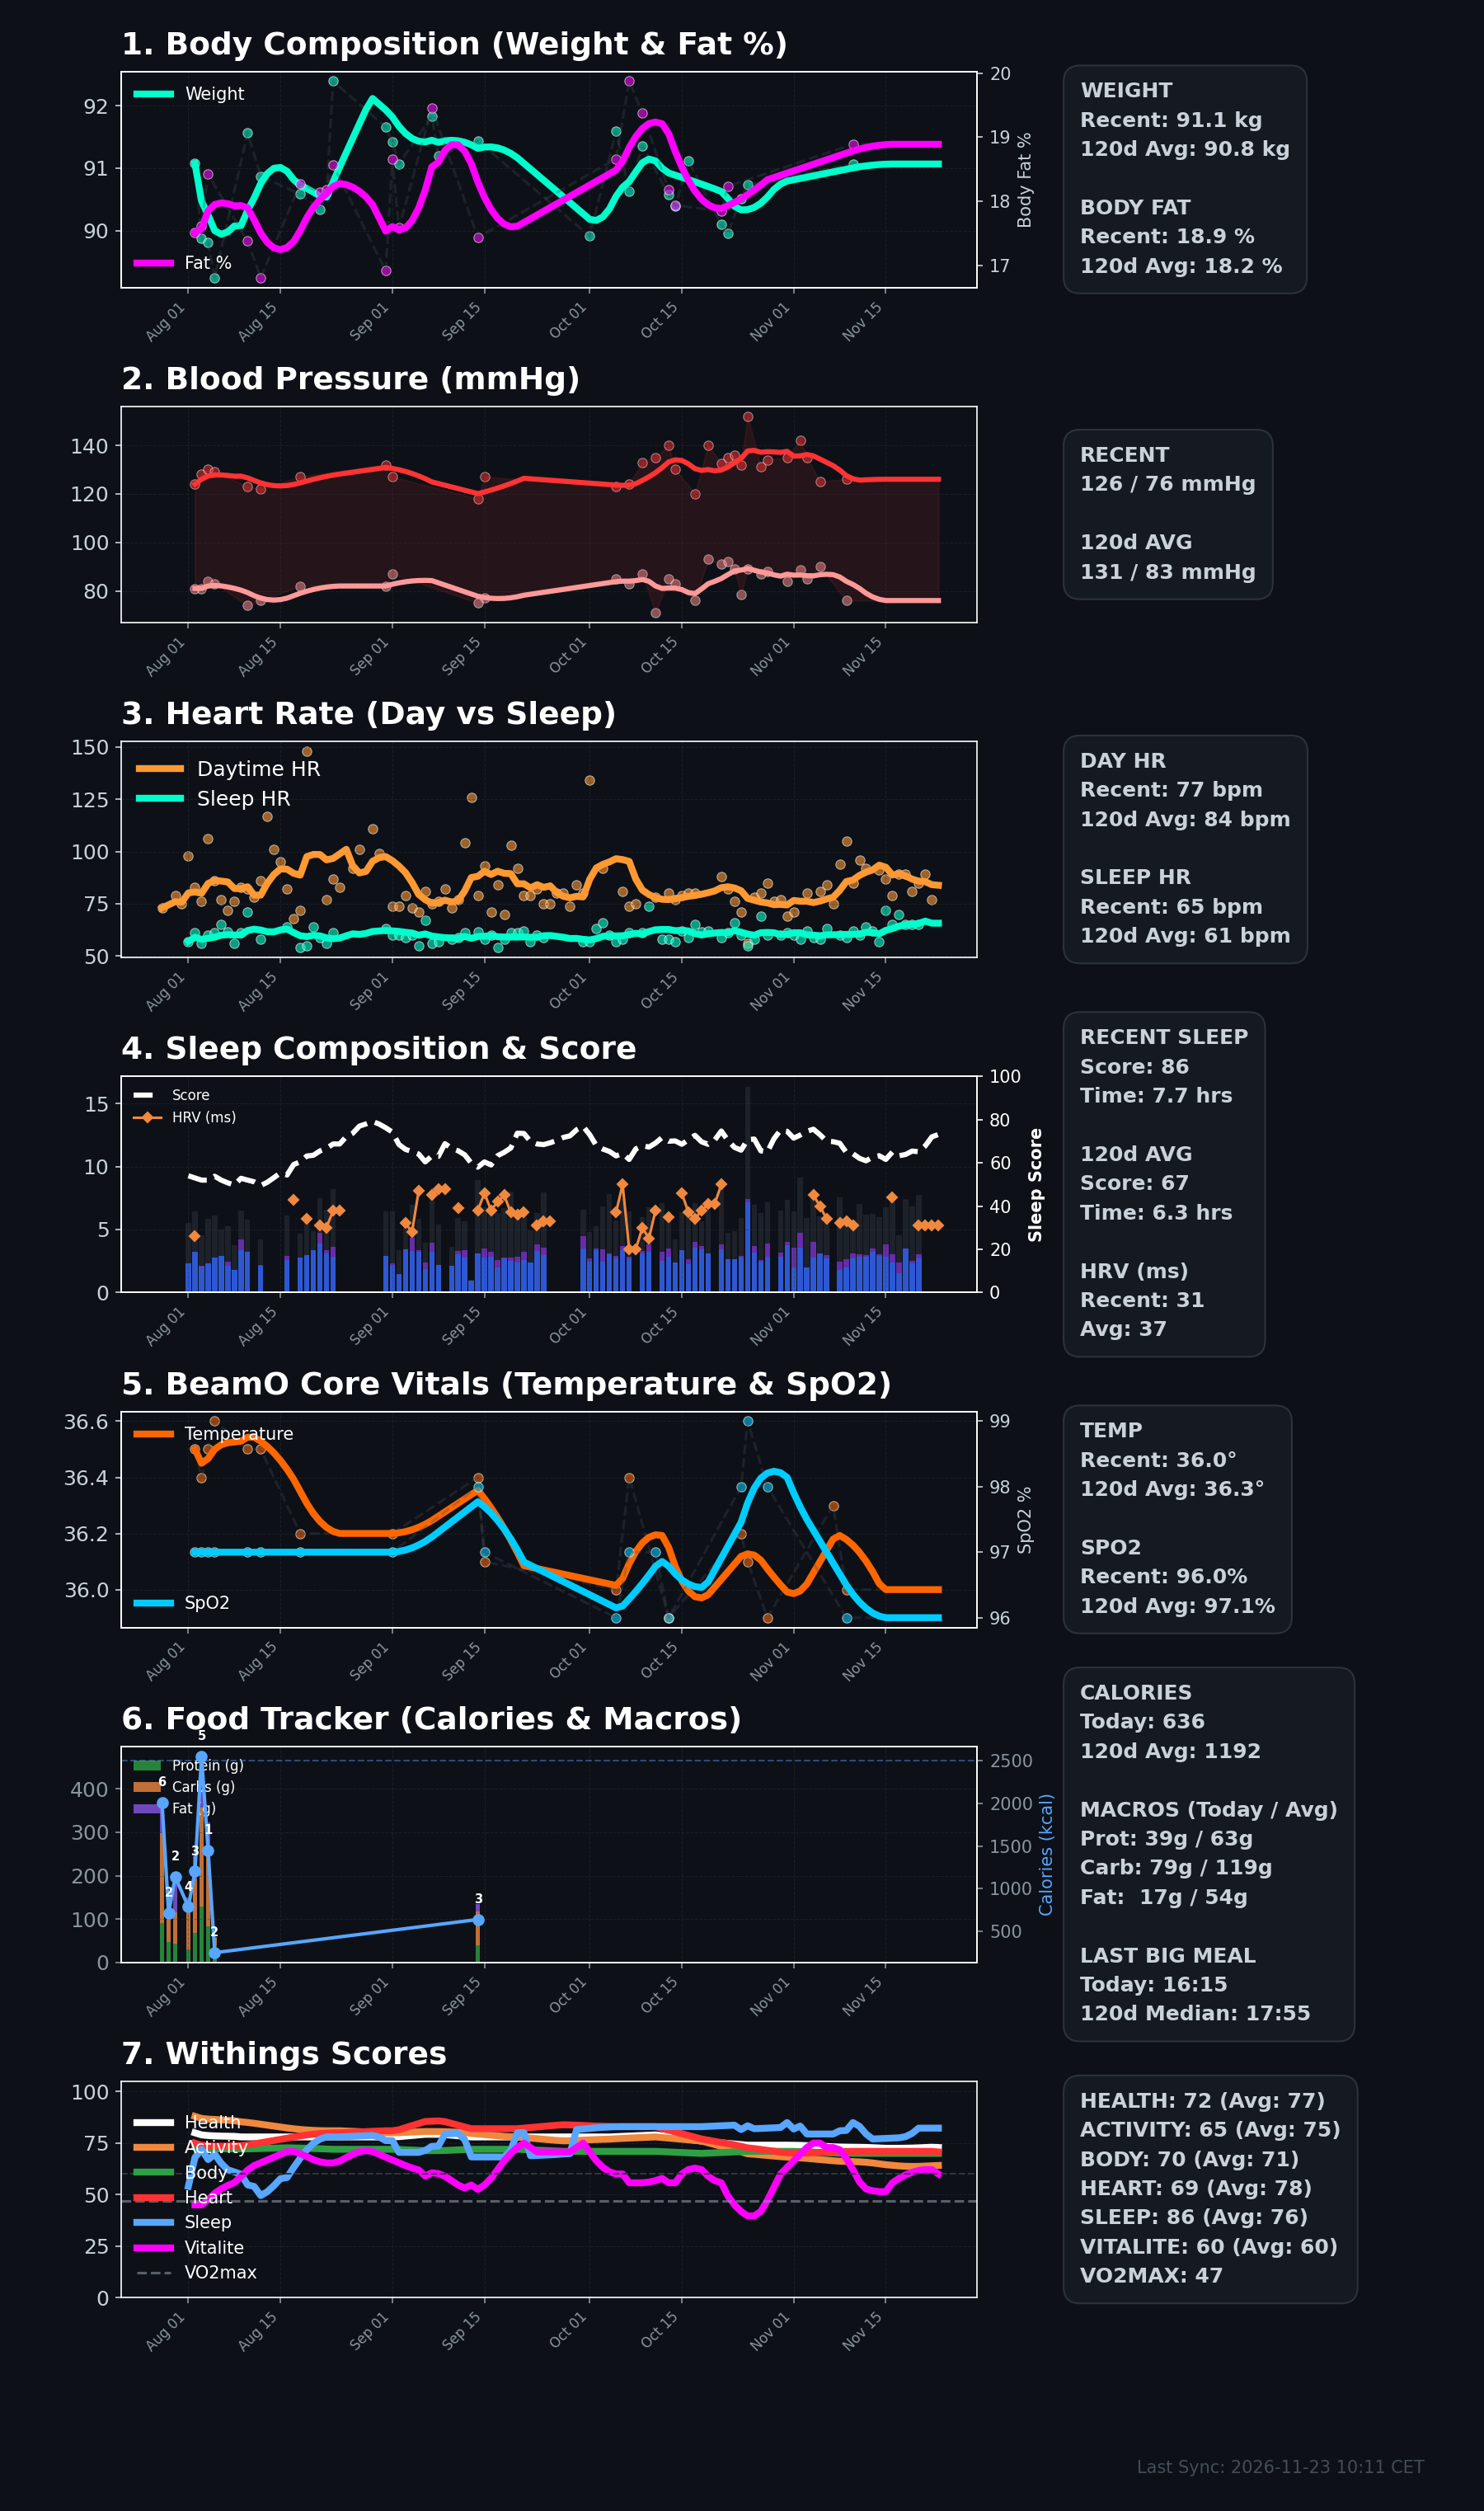 1. Body Composition (Weight & Fat %)
Weight
Fat %
92
91
90
20
19
18
17
Body Fat %
Aug 01
Aug 15
Sep 01
Sep 15
Oct 01
Oct 15
Nov 01
Nov 15
WEIGHT
Recent: 91.1 kg
120d Avg: 90.8 kg
BODY FAT
Recent: 18.9 %
120d Avg: 18.2 %
2. Blood Pressure (mmHg)
140
120
100
80
Aug 01
Aug 15
Sep 01
Sep 15
Oct 01
Oct 15
Nov 01
Nov 15
RECENT
126 / 76 mmHg
120d AVG
131 / 83 mmHg
3. Heart Rate (Day vs Sleep)
Daytime HR
Sleep HR
150
125
100
75
50
Aug 01
Aug 15
Sep 01
Sep 15
Oct 01
Oct 15
Nov 01
Nov 15
DAY HR
Recent: 77 bpm
120d Avg: 84 bpm
SLEEP HR
Recent: 65 bpm
120d Avg: 61 bpm
4. Sleep Composition & Score
Score
HRV (ms)
15
10
5
0
100
80
60
40
20
0
Sleep Score
Aug 01
Aug 15
Sep 01
Sep 15
Oct 01
Oct 15
Nov 01
Nov 15
RECENT SLEEP
Score: 86
Time: 7.7 hrs
120d AVG
Score: 67
Time: 6.3 hrs
HRV (ms)
Recent: 31
Avg: 37
5. BeamO Core Vitals (Temperature & SpO2)
Temperature
SpO2
36.6
36.4
36.2
36.0
99
98
97
96
SpO2 %
Aug 01
Aug 15
Sep 01
Sep 15
Oct 01
Oct 15
Nov 01
Nov 15
TEMP
Recent: 36.0°
120d Avg: 36.3°
SPO2
Recent: 96.0%
120d Avg: 97.1%
6. Food Tracker (Calories & Macros)
Protein (g)
Carbs (g)
Fat (g)
6
2
2
4
3
5
1
2
3
400
300
200
100
0
2500
2000
1500
1000
500
Calories (kcal)
Aug 01
Aug 15
Sep 01
Sep 15
Oct 01
Oct 15
Nov 01
Nov 15
CALORIES
Today: 636
120d Avg: 1192
MACROS (Today / Avg)
Prot: 39g / 63g
Carb: 79g / 119g
Fat: 17g / 54g
LAST BIG MEAL
Today: 16:15
120d Median: 17:55
7. Withings Scores
Health
Activity
Body
Heart
Sleep
Vitalite
VO2max
100
75
50
25
0
Aug 01
Aug 15
Sep 01
Sep 15
Oct 01
Oct 15
Nov 01
Nov 15
HEALTH: 72 (Avg: 77)
ACTIVITY: 65 (Avg: 75)
BODY: 70 (Avg: 71)
HEART: 69 (Avg: 78)
SLEEP: 86 (Avg: 76)
VITALITE: 60 (Avg: 60)
VO2MAX: 47
Last Sync: 2026-11-23 10:11 CET